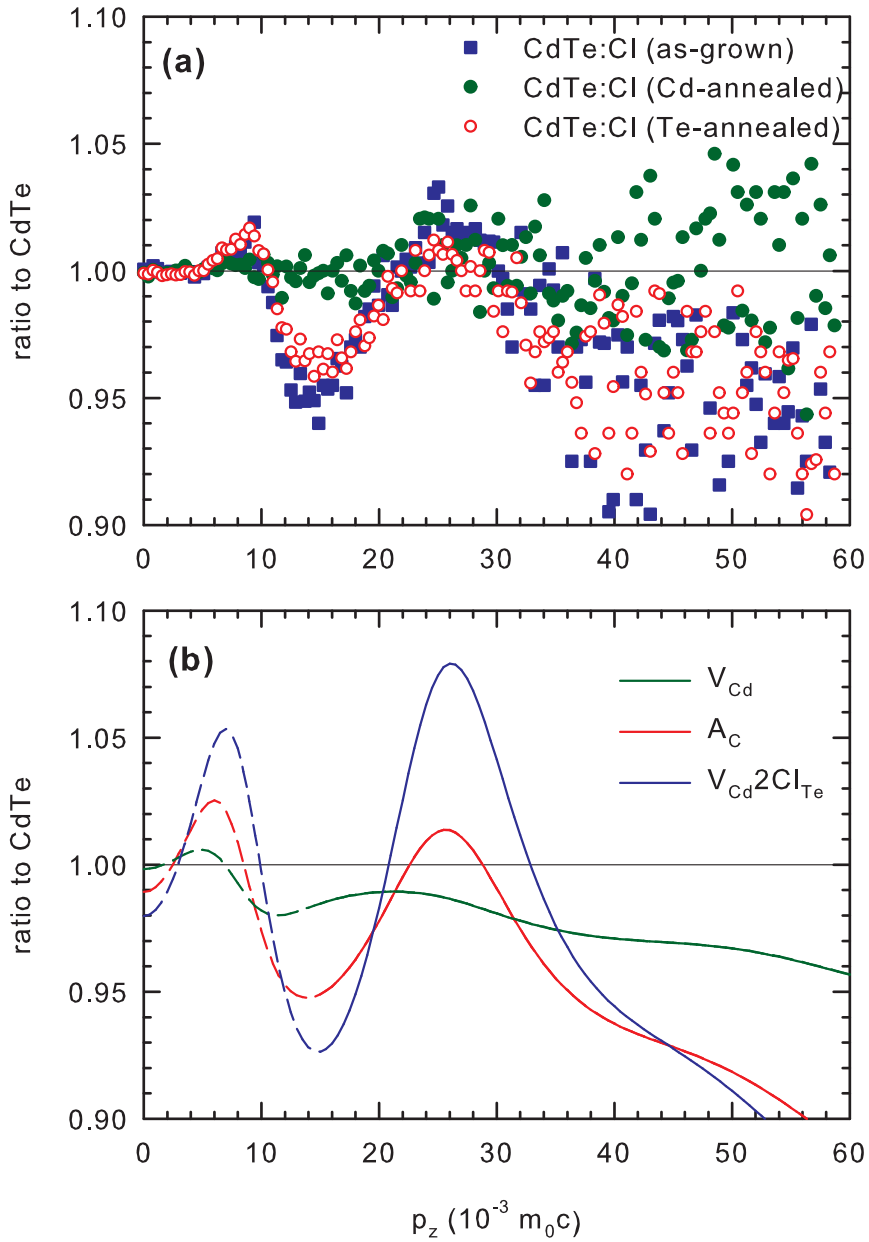 1.10
(a)
CdTe:Cl (as-grown)
CdTe:Cl (Cd-annealed)
CdTe:Cl (Te-annealed)
1.05
1.00
0.95
0.90
ratio to CdTe
0 10 20 30 40 50 60
1.10
(b)
V_Cd
A_C
V_Cd2Cl_Te
1.05
1.00
0.95
0.90
ratio to CdTe
0 10 20 30 40 50 60
p_z (10^-3 m_0c)